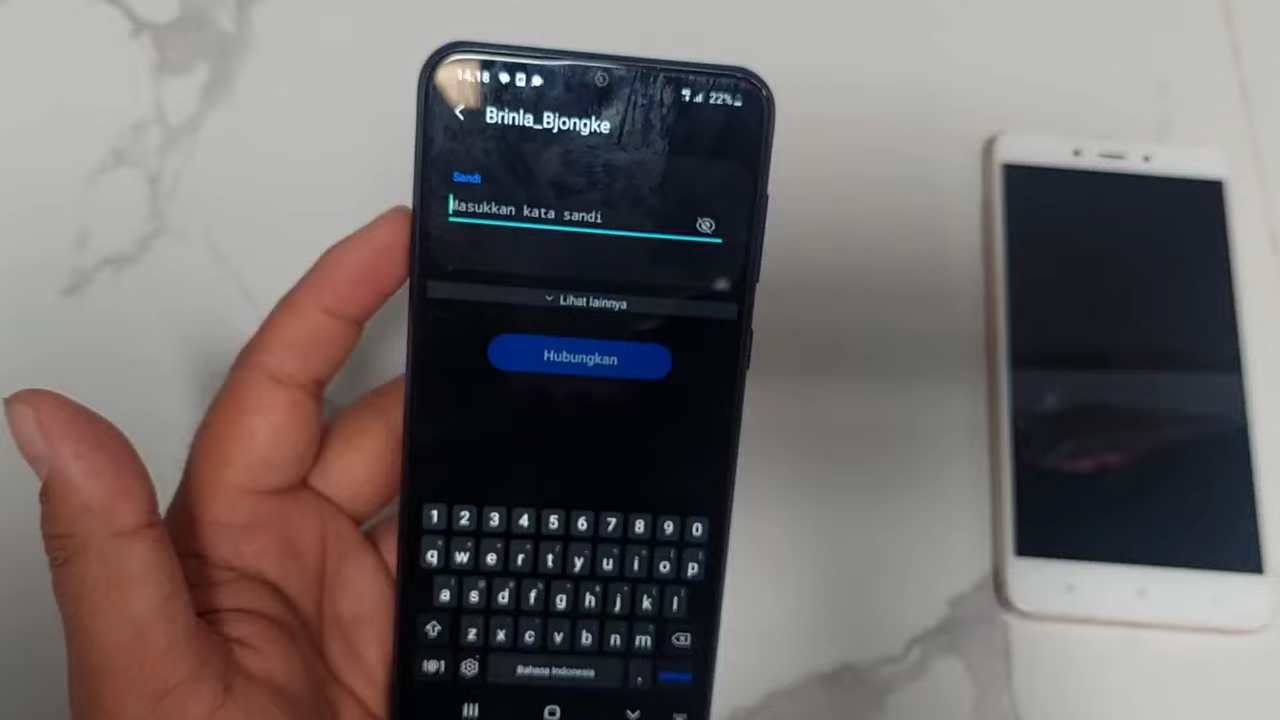 14.18
22%
Brinla_Bjongke
Sandi
Masukkan kata sandi
Lihat lainnya
Hubungkan
1 2 3 4 5 6 7 8 9 0
q w e r t y u i o p
a s d f g h j k l
z x c v b n m
!@1 Bahasa Indonesia .